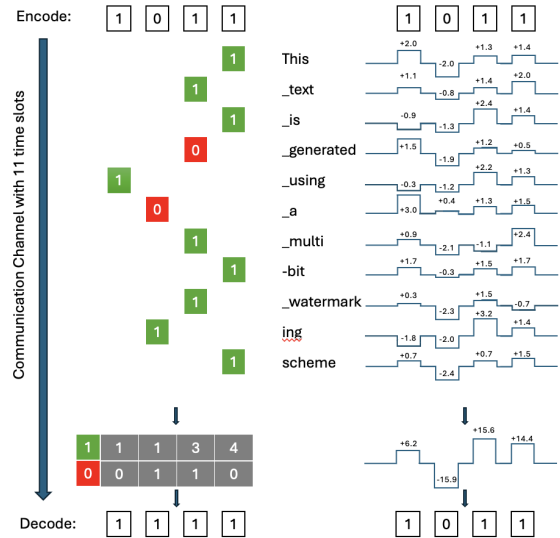 Encode: 1 0 1 1 1 0 1 1
Communication Channel with 11 time slots
1 This +2.0 -2.0 +1.3 +1.4
1 _text +1.1 -0.8 +1.4 +2.0
1 _is -0.9 -1.3 +2.4 +1.4
0 _generated +1.5 -1.9 +1.2 +0.5
1 _using -0.3 -1.2 +2.2 +1.3
0 _a +3.0 +0.4 +1.3 +1.5
1 _multi +0.9 -2.1 -1.1 +2.4
1 -bit +1.7 -0.3 +1.5 +1.7
1 _watermark +0.3 -2.3 +1.5 -0.7
1 ing -1.8 -2.0 +3.2 +1.4
1 scheme +0.7 -2.4 +0.7 +1.5
1 1 1 3 4 +6.2 +15.6 +14.4
0 0 1 1 0 -15.9
Decode: 1 1 1 1 1 0 1 1